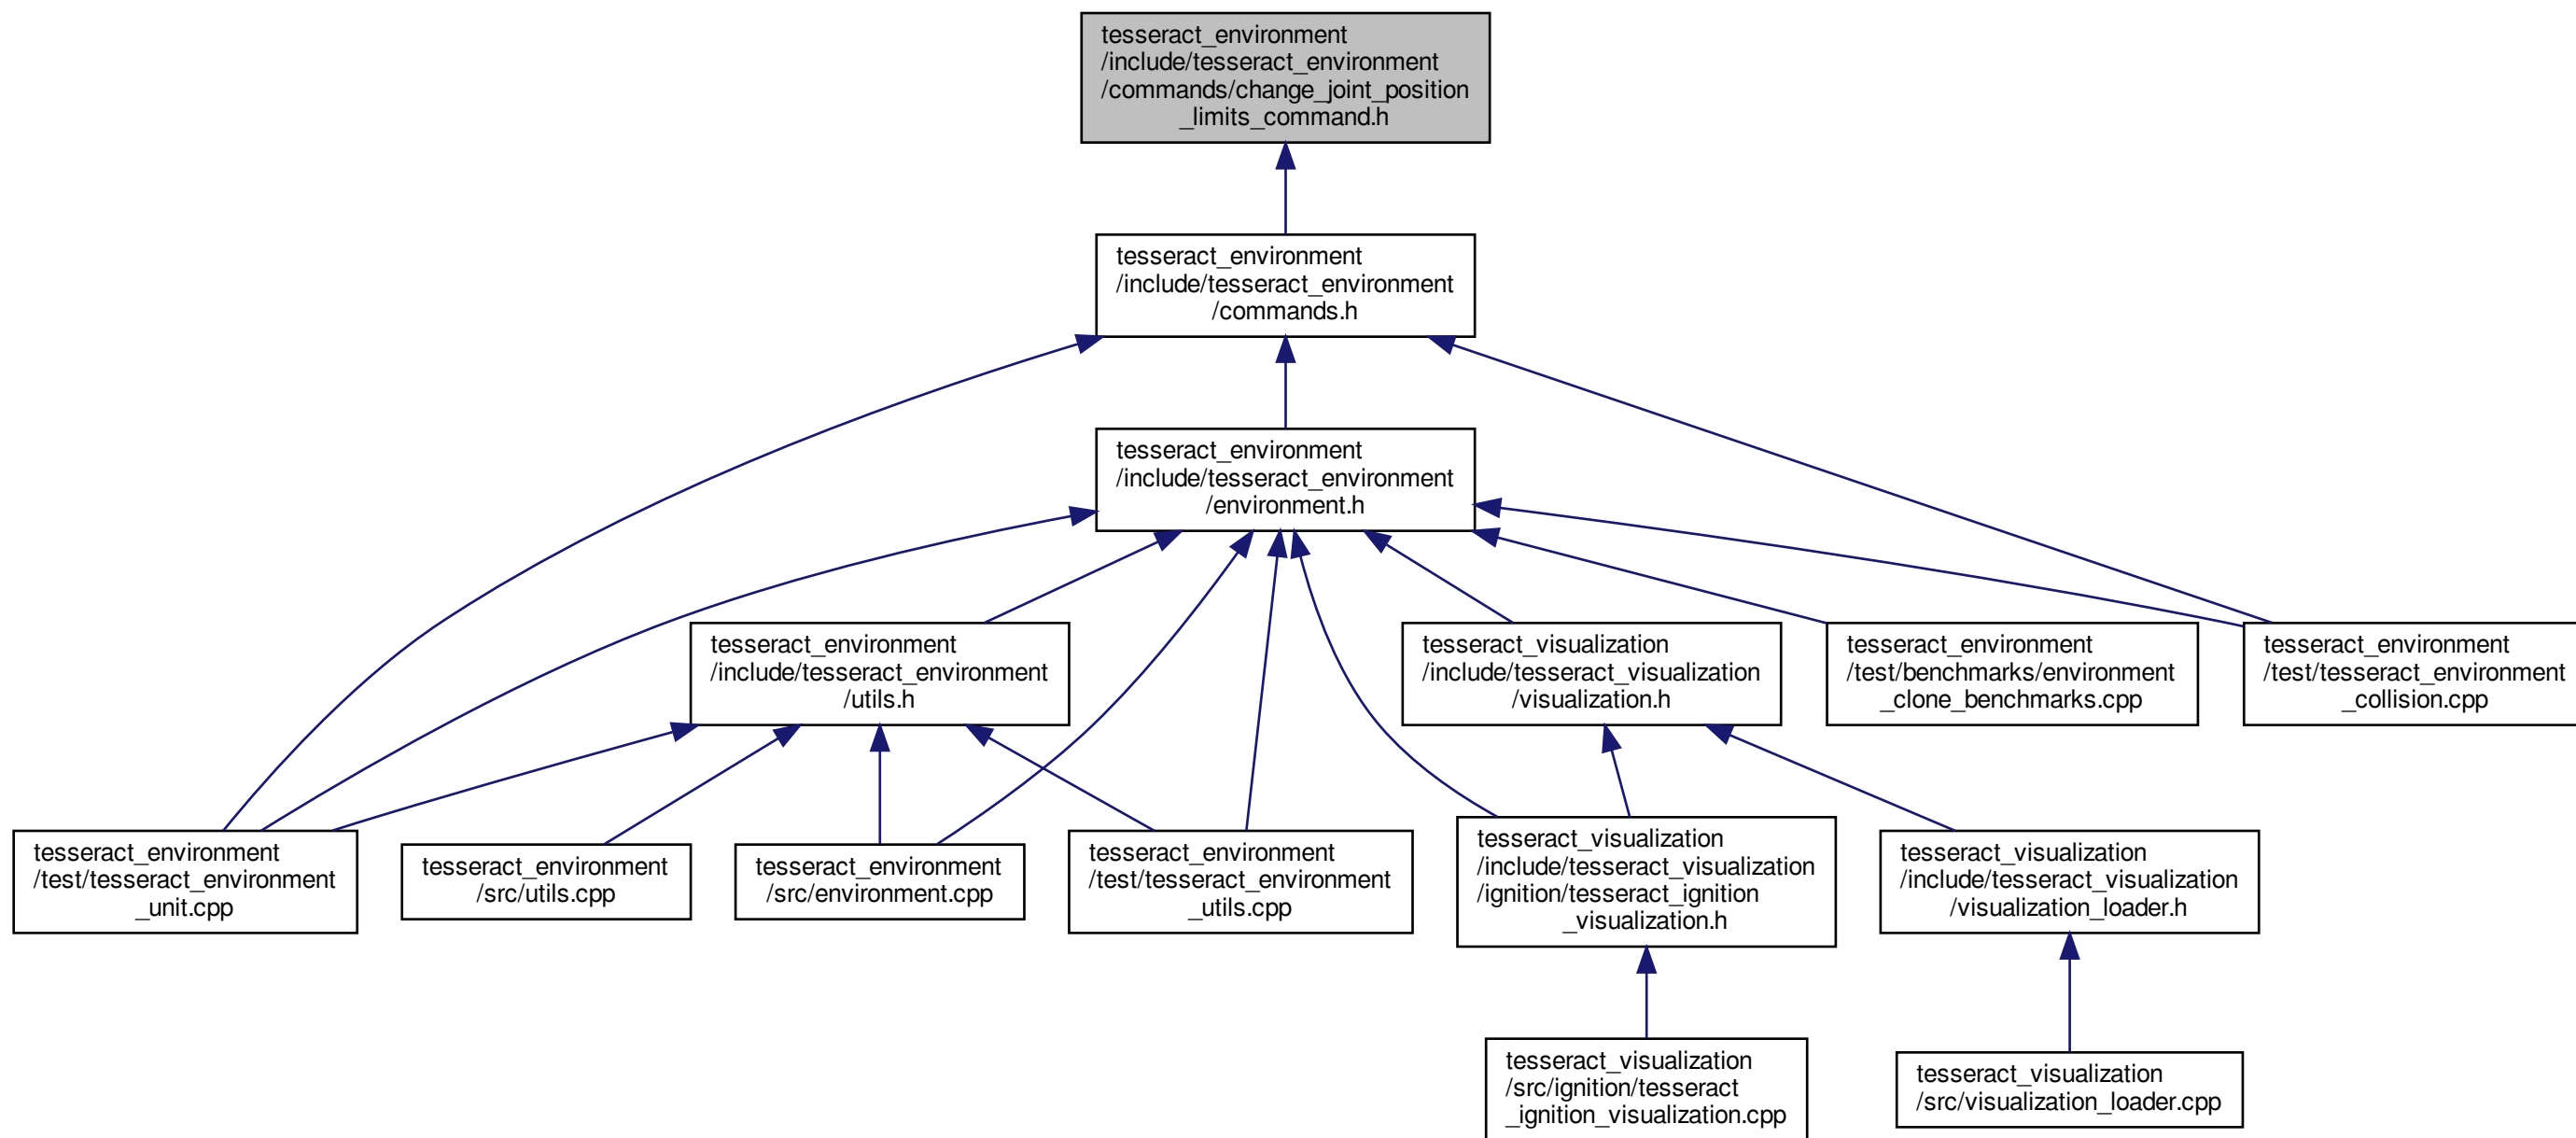 tesseract_environment
/include/tesseract_environment
/commands/change_joint_position
_limits_command.h
tesseract_environment
/include/tesseract_environment
/commands.h
tesseract_environment
/include/tesseract_environment
/environment.h
tesseract_environment
/include/tesseract_environment
/utils.h
tesseract_visualization
/include/tesseract_visualization
/visualization.h
tesseract_environment
/test/benchmarks/environment
_clone_benchmarks.cpp
tesseract_environment
/test/tesseract_environment
_collision.cpp
tesseract_environment
/test/tesseract_environment
_unit.cpp
tesseract_environment
/src/utils.cpp
tesseract_environment
/src/environment.cpp
tesseract_environment
/test/tesseract_environment
_utils.cpp
tesseract_visualization
/include/tesseract_visualization
/ignition/tesseract_ignition
_visualization.h
tesseract_visualization
/include/tesseract_visualization
/visualization_loader.h
tesseract_visualization
/src/ignition/tesseract
_ignition_visualization.cpp
tesseract_visualization
/src/visualization_loader.cpp